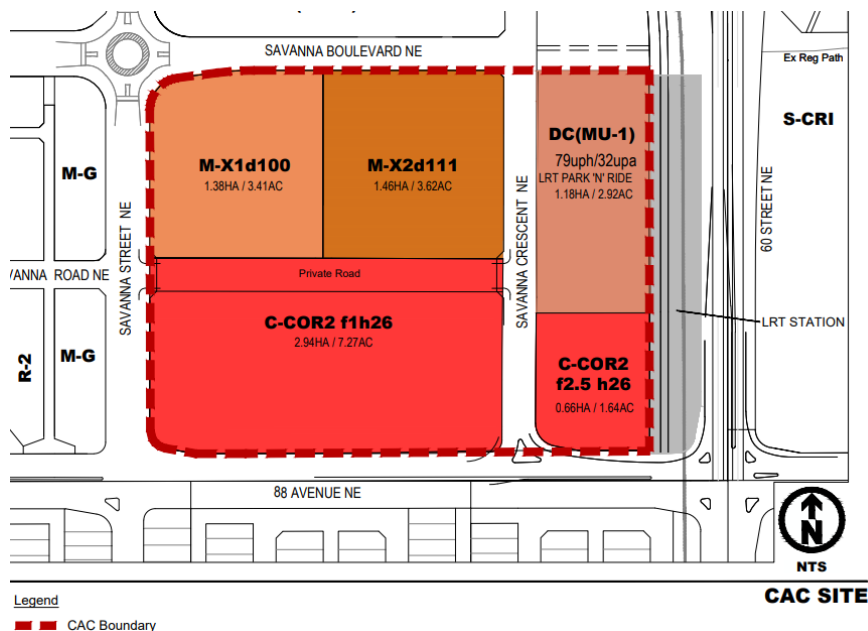 SAVANNA BOULEVARD NE
Ex Reg Path
S-CRI
M-G
M-X1d100
1.38HA / 3.41AC
M-X2d111
1.46HA / 3.62AC
DC(MU-1)
79uph/32upa
LRT PARK 'N' RIDE
1.18HA / 2.92AC
SAVANNA STREET NE
SAVANNA CRESCENT NE
60 STREET NE
VANNA ROAD NE
Private Road
C-COR2 f1h26
2.94HA / 7.27AC
LRT STATION
R-2
M-G
C-COR2
f2.5 h26
0.66HA / 1.64AC
88 AVENUE NE
N
NTS
CAC SITE
Legend
CAC Boundary